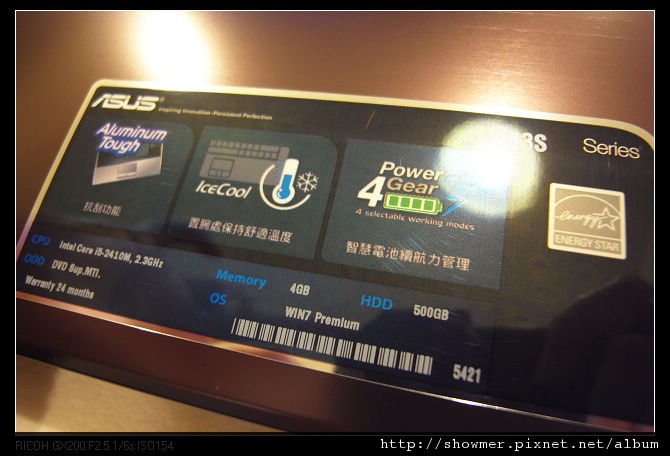 ASUS
Inspiring Innovation • Persistent Perfection
3S Series
Aluminum
Tough
抗刮功能
IceCool
置腕處保持舒適溫度
Power
4 Gear
4 selectable working modes
智慧電池續航力管理
energy
ENERGY STAR
CPU Intel Core i5-2410M, 2.3GHz
ODD DVD Sup.MTI.
Warranty 24 months
Memory 4GB
HDD 500GB
OS WIN7 Premium
5421
RICOH GX200 F2.5 1/6s ISO154
http://showmer.pixnet.net/album